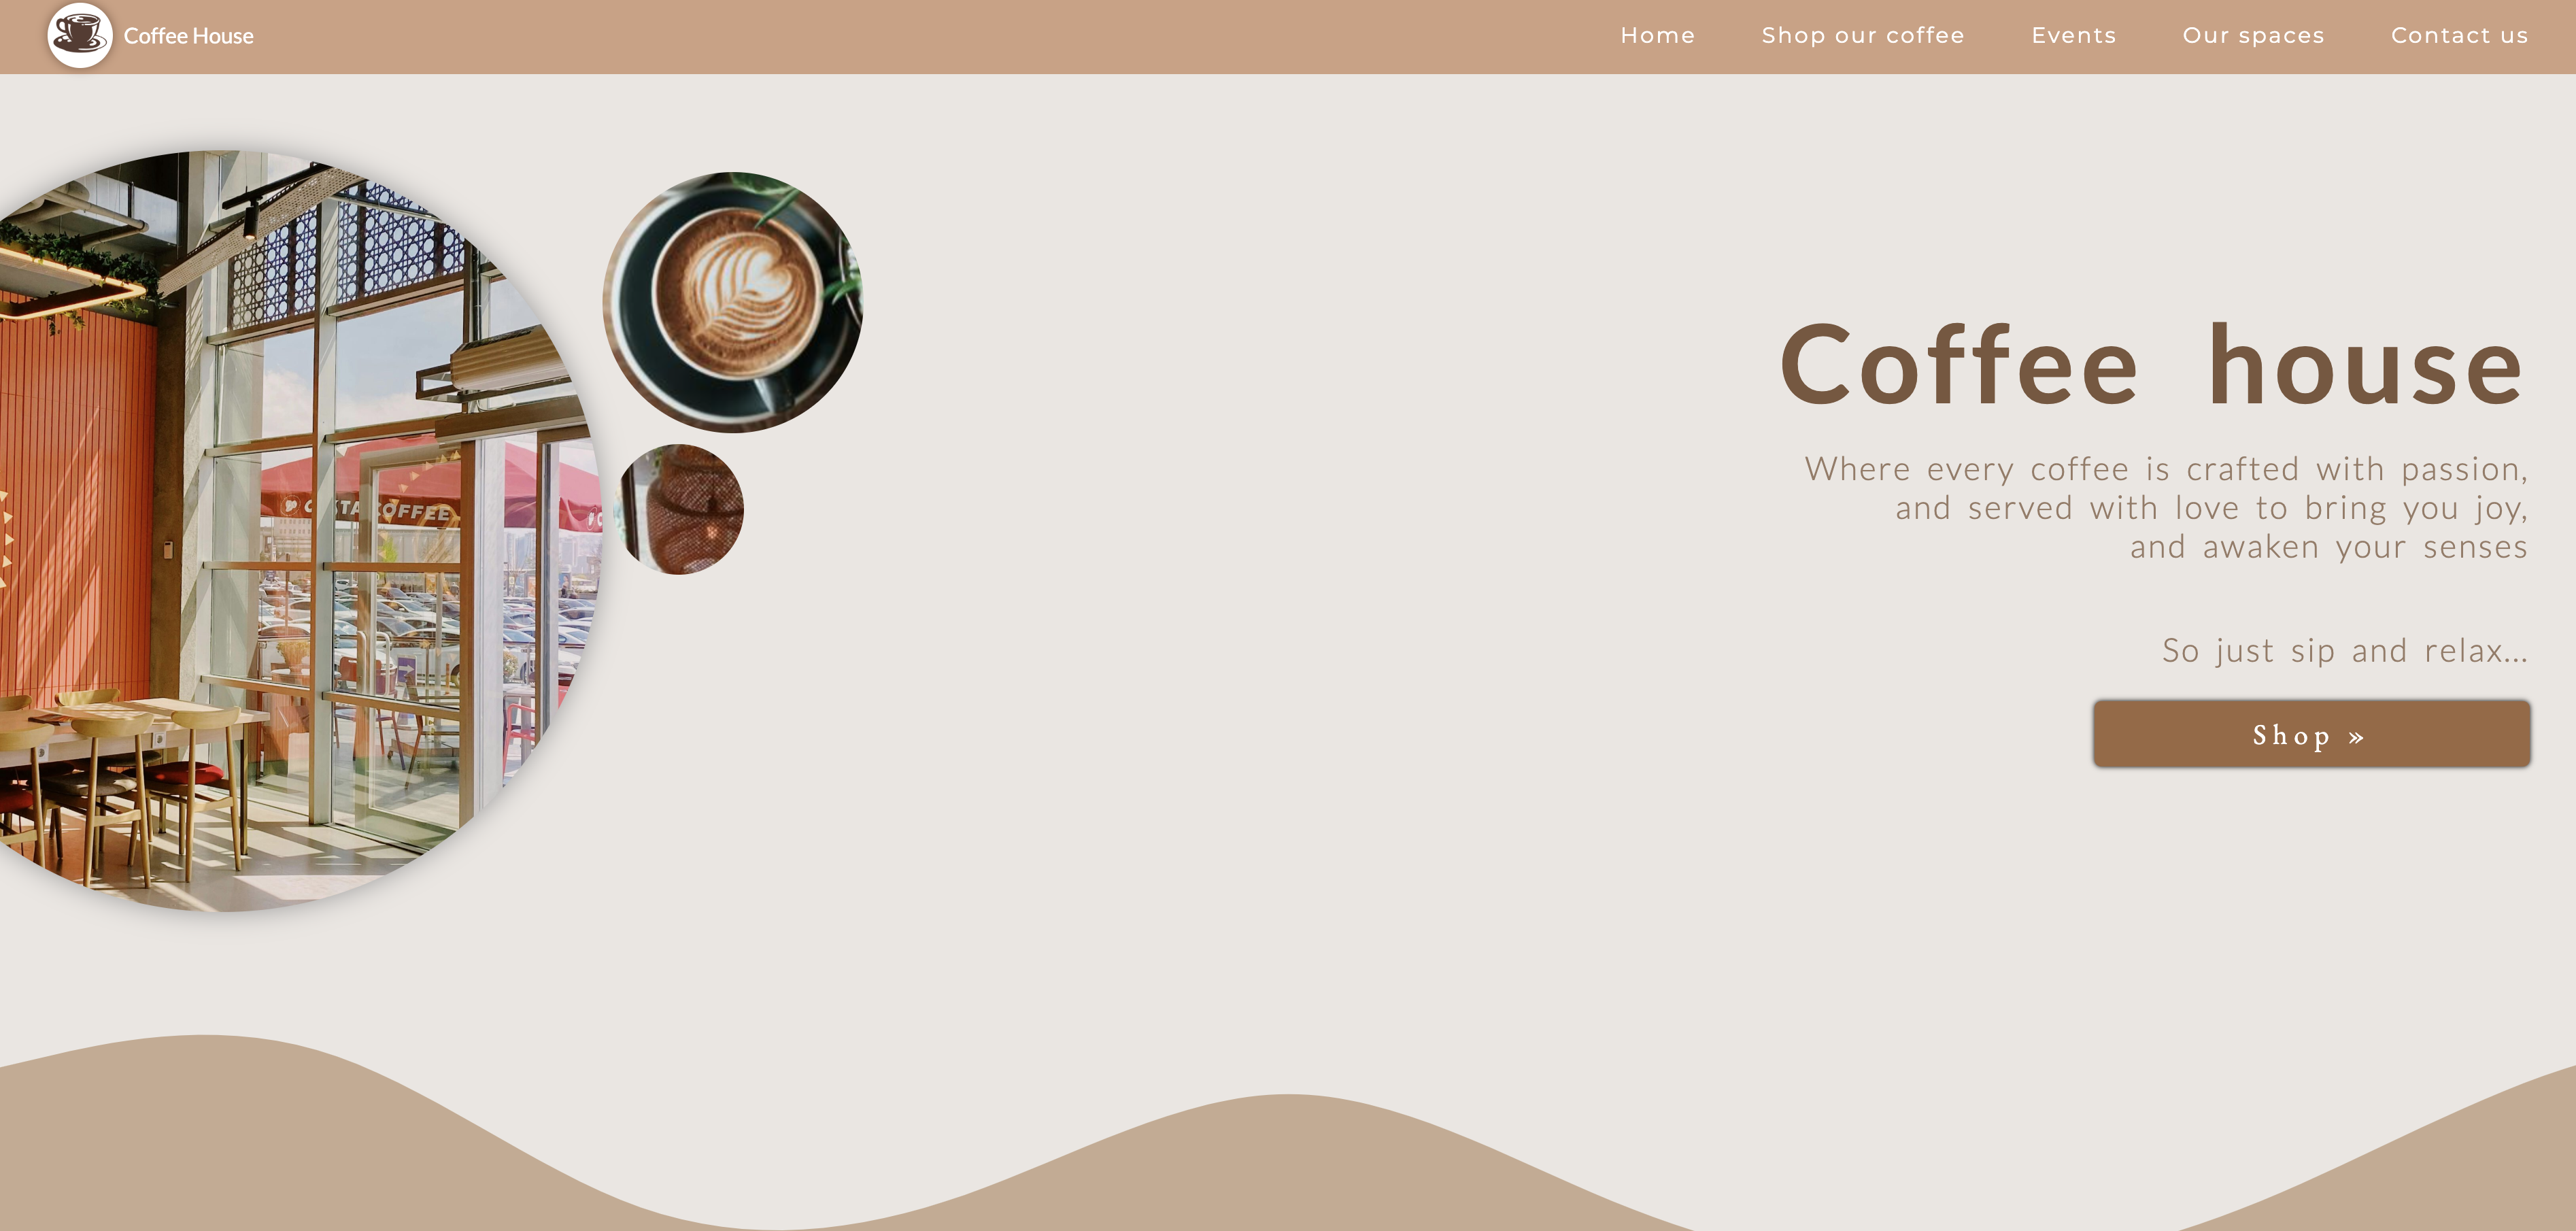 Coffee House
Home
Shop our coffee
Events
Our spaces
Contact us
Coffee house
Where every coffee is crafted with passion,
and served with love to bring you joy,
and awaken your senses
So just sip and relax...
Shop »
COSTA COFFEE